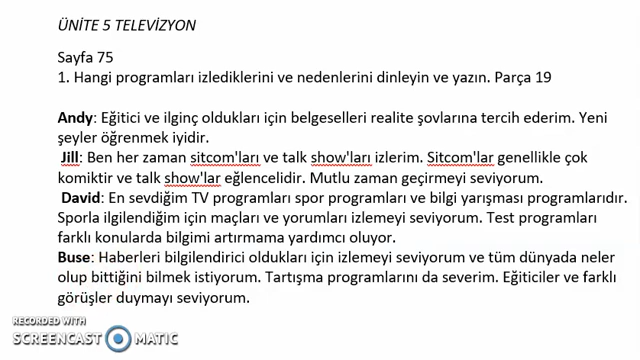 ÜNİTE 5 TELEVİZYON
Sayfa 75
1. Hangi programları izlediklerini ve nedenlerini dinleyin ve yazın. Parça 19
Andy: Eğitici ve ilginç oldukları için belgeselleri realite şovlarına tercih ederim. Yeni
şeyler öğrenmek iyidir.
Jill: Ben her zaman sitcom'ları ve talk show'ları izlerim. Sitcom'lar genellikle çok
komiktir ve talk show'lar eğlencelidir. Mutlu zaman geçirmeyi seviyorum.
David: En sevdiğim TV programları spor programları ve bilgi yarışması programlarıdır.
Sporla ilgilendiğim için maçları ve yorumları izlemeyi seviyorum. Test programları
farklı konularda bilgimi artırmama yardımcı oluyor.
Buse: Haberleri bilgilendirici oldukları için izlemeyi seviyorum ve tüm dünyada neler
olup bittiğini bilmek istiyorum. Tartışma programlarını da severim. Eğiticiler ve farklı
görüşler duymayı seviyorum.
RECORDED WITH
SCREENCAST MATIC